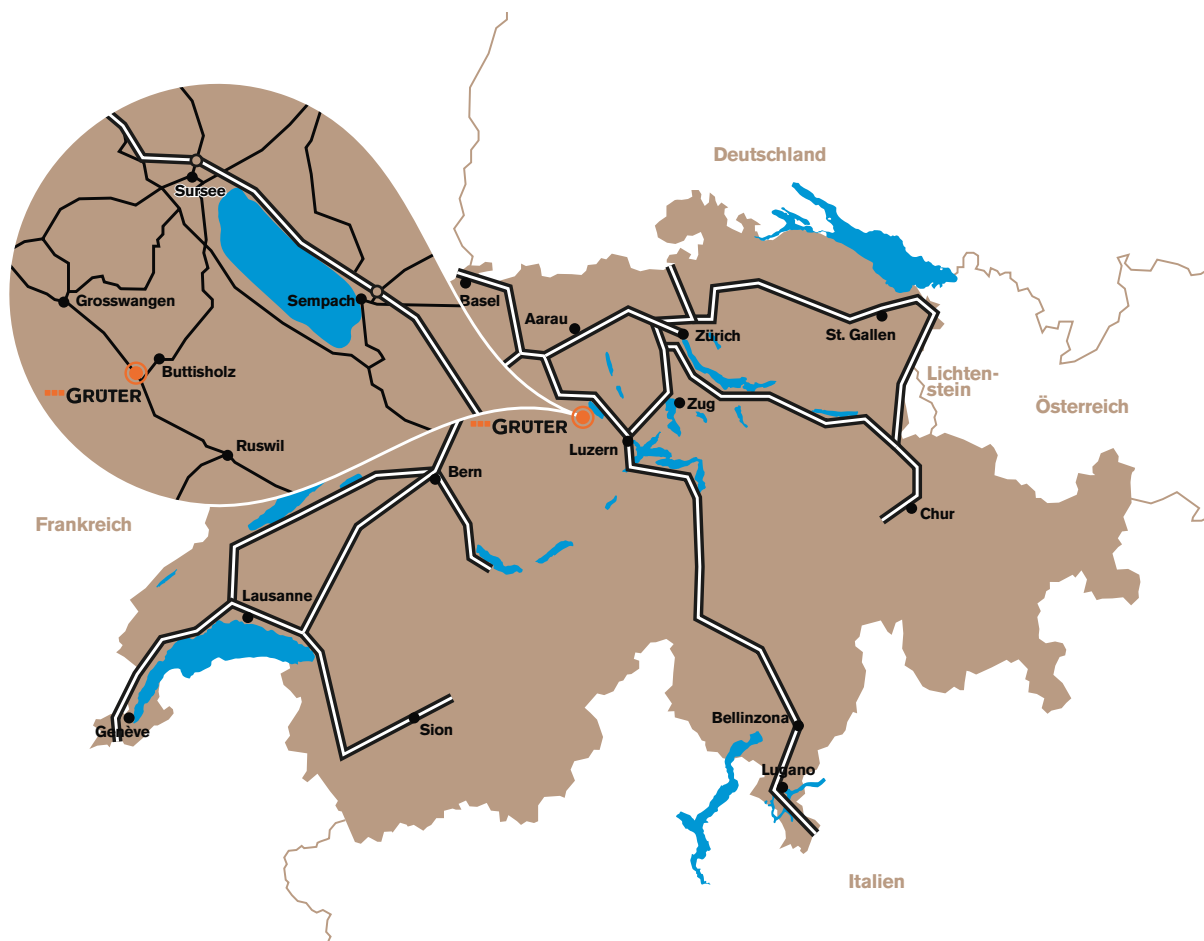 Deutschland
Sursee
Grosswangen
Sempach
Basel
Aarau
Zürich
St. Gallen
Buttisholz
GRÜTER
Lichten-
stein
Österreich
Zug
GRÜTER
Luzern
Ruswil
Bern
Frankreich
Chur
Lausanne
Genève
Sion
Bellinzona
Lugano
Italien